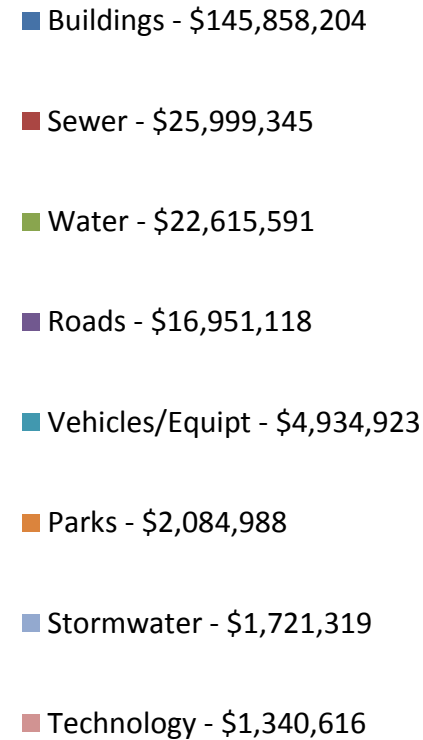 Buildings - $145,858,204
Sewer - $25,999,345
Water - $22,615,591
Roads - $16,951,118
Vehicles/Equipt - $4,934,923
Parks - $2,084,988
Stormwater - $1,721,319
Technology - $1,340,616